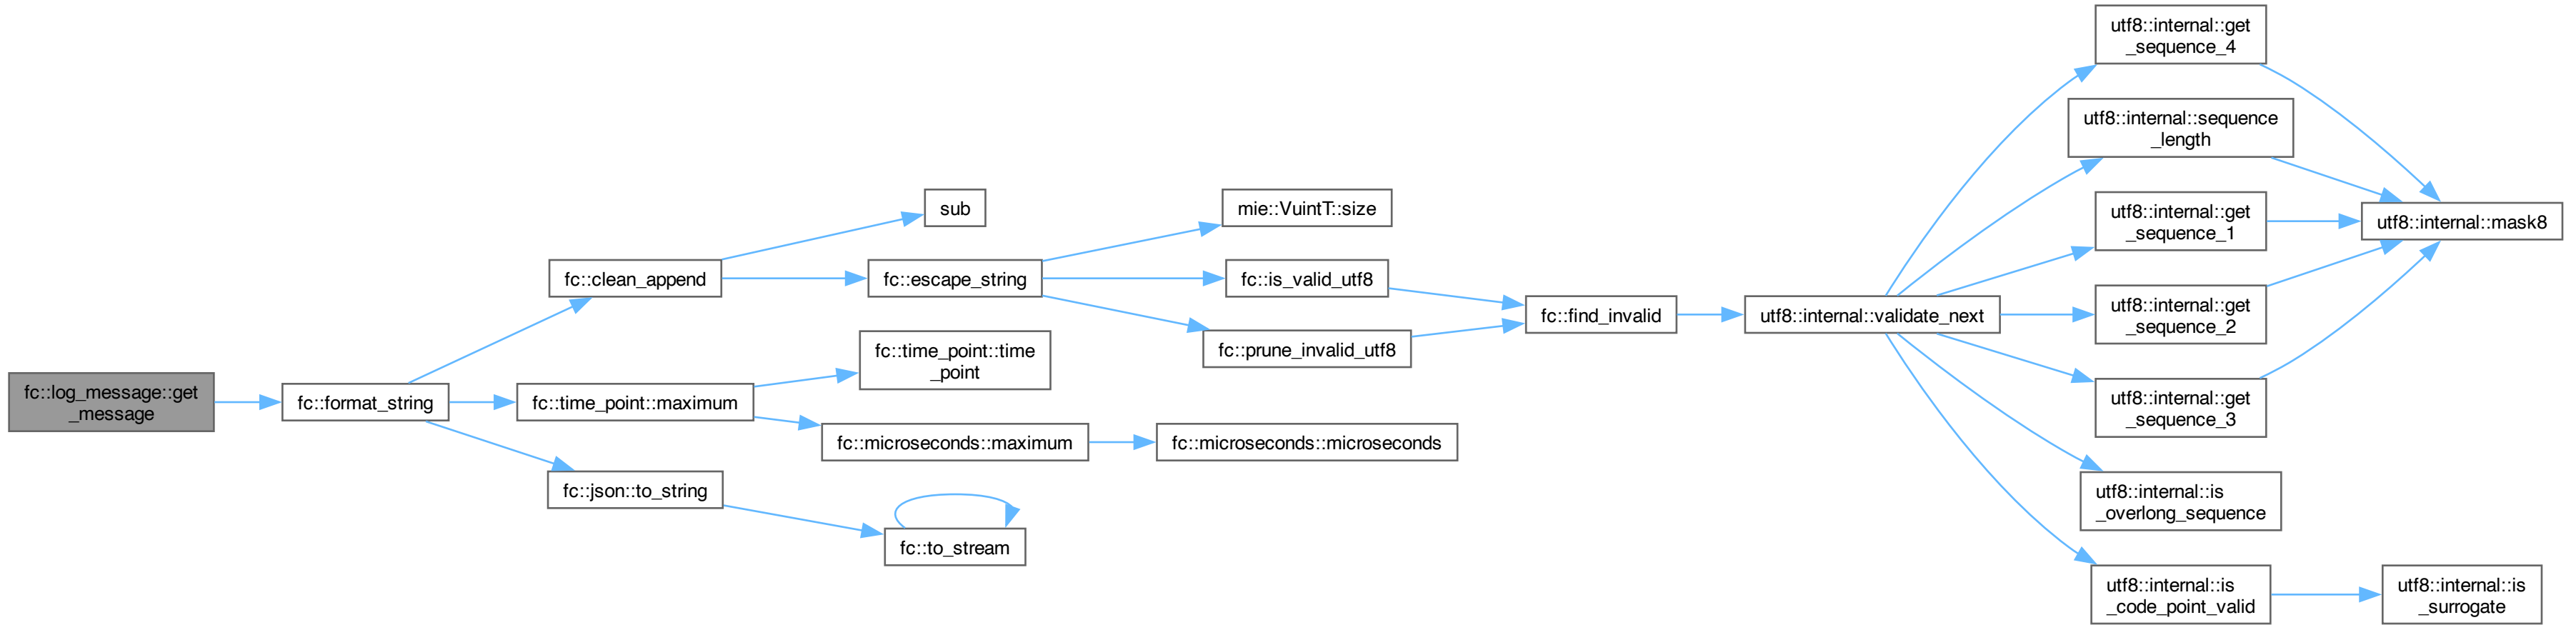 fc::log_message::get
_message
fc::format_string
fc::clean_append
sub
fc::escape_string
mie::VuintT::size
fc::is_valid_utf8
fc::prune_invalid_utf8
fc::find_invalid
utf8::internal::validate_next
utf8::internal::get
_sequence_4
utf8::internal::sequence
_length
utf8::internal::get
_sequence_1
utf8::internal::get
_sequence_2
utf8::internal::get
_sequence_3
utf8::internal::mask8
utf8::internal::is
_overlong_sequence
utf8::internal::is
_code_point_valid
utf8::internal::is
_surrogate
fc::time_point::maximum
fc::time_point::time
_point
fc::microseconds::maximum
fc::microseconds::microseconds
fc::json::to_string
fc::to_stream